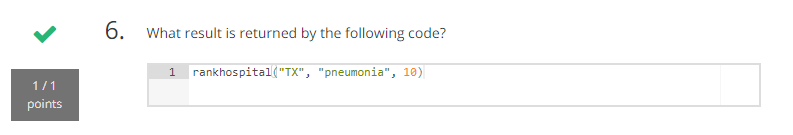 6. What result is returned by the following code?
1 rankhospital("TX", "pneumonia", 10)
1 / 1
points